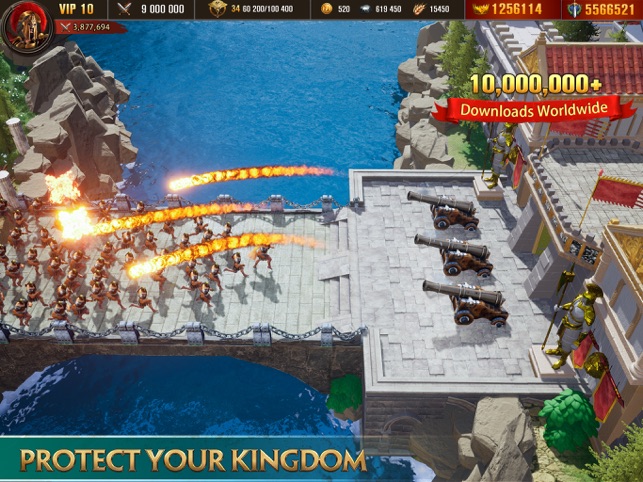 VIP 10 9 000 000 34 60 200/100 400 520 619 450 15450 1256114 5566521
3,877,694
10,000,000+
Downloads Worldwide
PROTECT YOUR KINGDOM